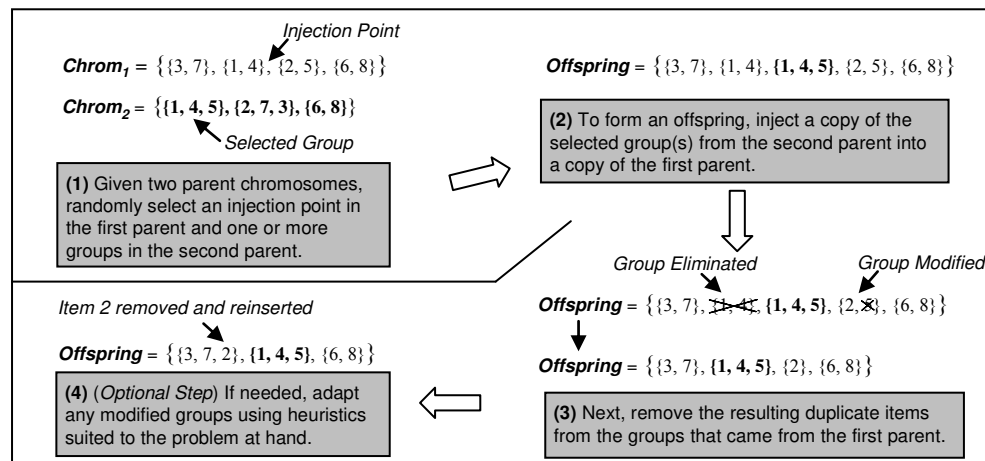 Injection Point
Chrom1 = {{3, 7}, {1, 4}, {2, 5}, {6, 8}}
Chrom2 = {{1, 4, 5}, {2, 7, 3}, {6, 8}}
Selected Group
(1) Given two parent chromosomes,
randomly select an injection point in
the first parent and one or more
groups in the second parent.
Offspring = {{3, 7}, {1, 4}, {1, 4, 5}, {2, 5}, {6, 8}}
(2) To form an offspring, inject a copy of the
selected group(s) from the second parent into
a copy of the first parent.
Group Eliminated
Group Modified
Offspring = {{3, 7}, {1, 4}, {1, 4, 5}, {2, 5}, {6, 8}}
Offspring = {{3, 7}, {1, 4, 5}, {2}, {6, 8}}
(3) Next, remove the resulting duplicate items
from the groups that came from the first parent.
Item 2 removed and reinserted
Offspring = {{3, 7, 2}, {1, 4, 5}, {6, 8}}
(4) (Optional Step) If needed, adapt
any modified groups using heuristics
suited to the problem at hand.